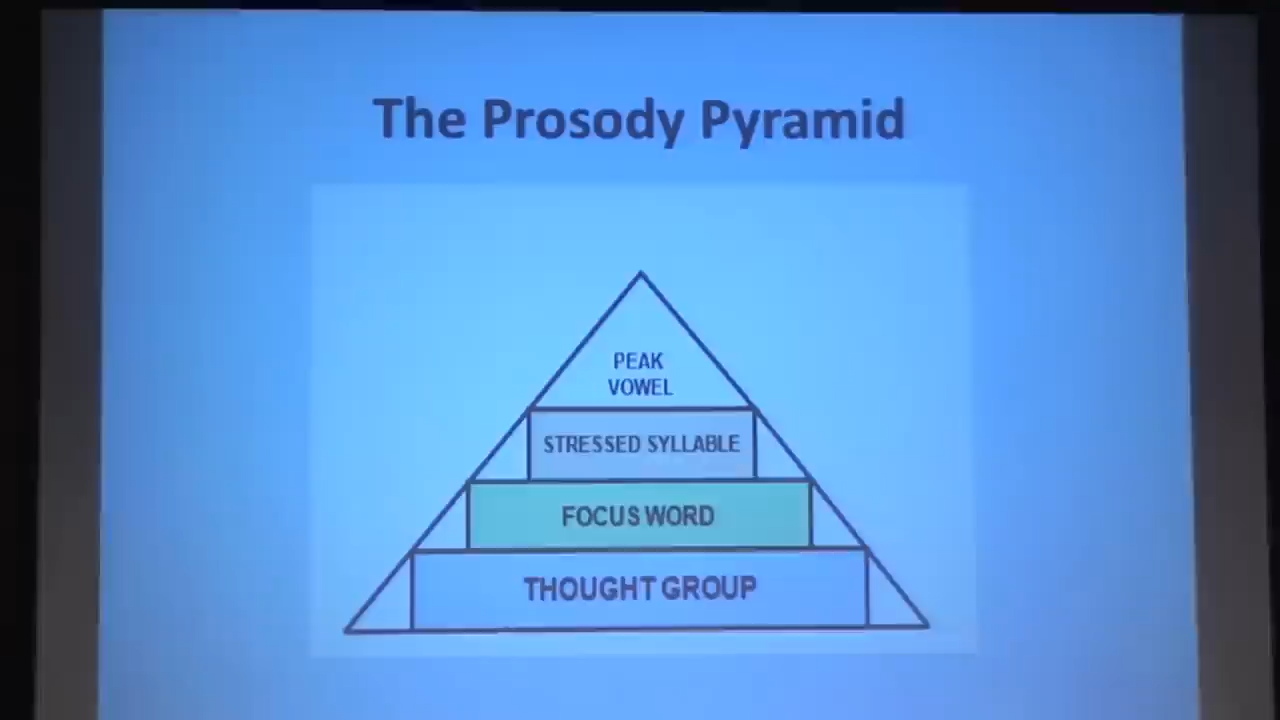 The Prosody Pyramid
PEAK
VOWEL
STRESSED SYLLABLE
FOCUS WORD
THOUGHT GROUP